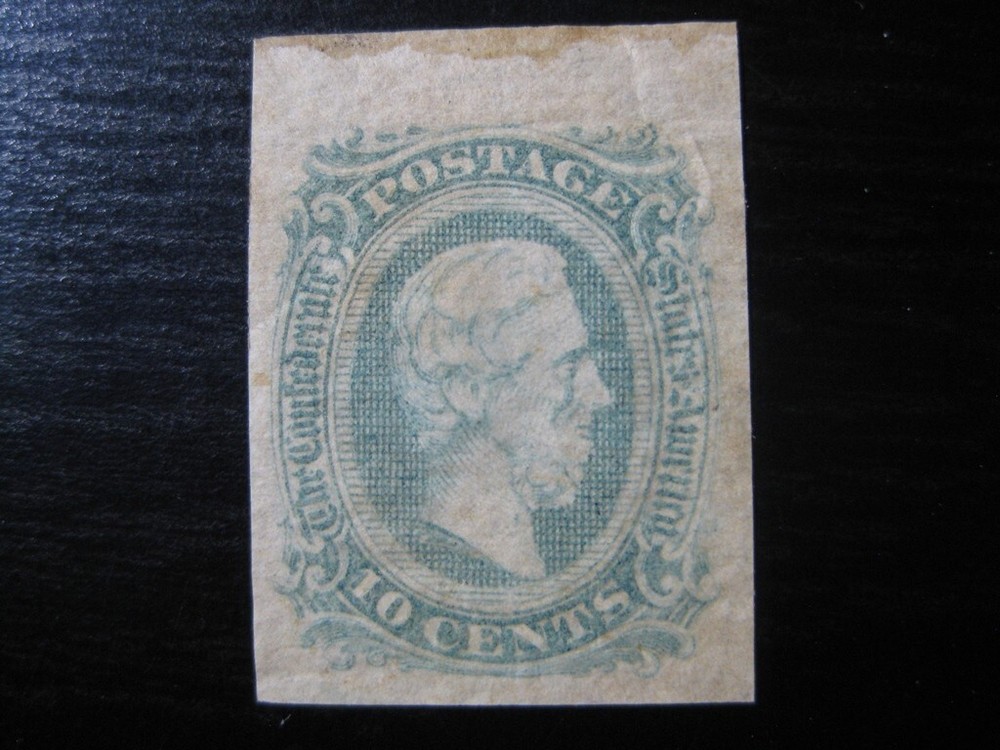 POSTAGE
The Confederate
States America
10 CENTS